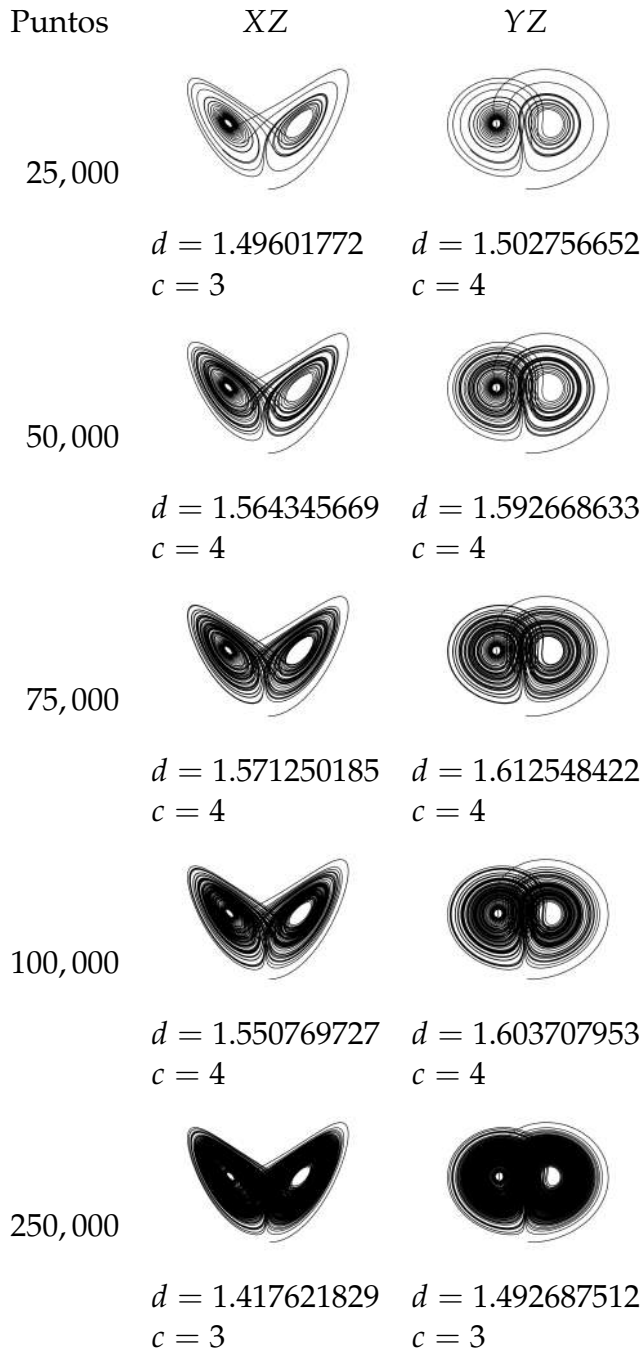 Puntos XZ YZ
25,000
d = 1.49601772 d = 1.502756652
c = 3 c = 4
50,000
d = 1.564345669 d = 1.592668633
c = 4 c = 4
75,000
d = 1.571250185 d = 1.612548422
c = 4 c = 4
100,000
d = 1.550769727 d = 1.603707953
c = 4 c = 4
250,000
d = 1.417621829 d = 1.492687512
c = 3 c = 3